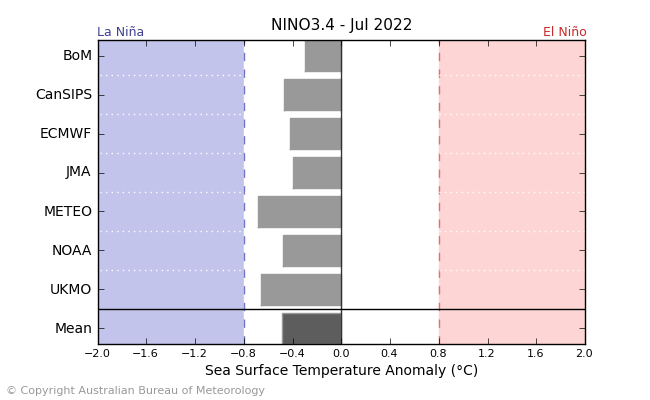 NINO3.4 - Jul 2022
La Niña
El Niño
BoM
CanSIPS
ECMWF
JMA
METEO
NOAA
UKMO
Mean
−2.0 −1.6 −1.2 −0.8 −0.4 0.0 0.4 0.8 1.2 1.6 2.0
Sea Surface Temperature Anomaly (°C)
© Copyright Australian Bureau of Meteorology